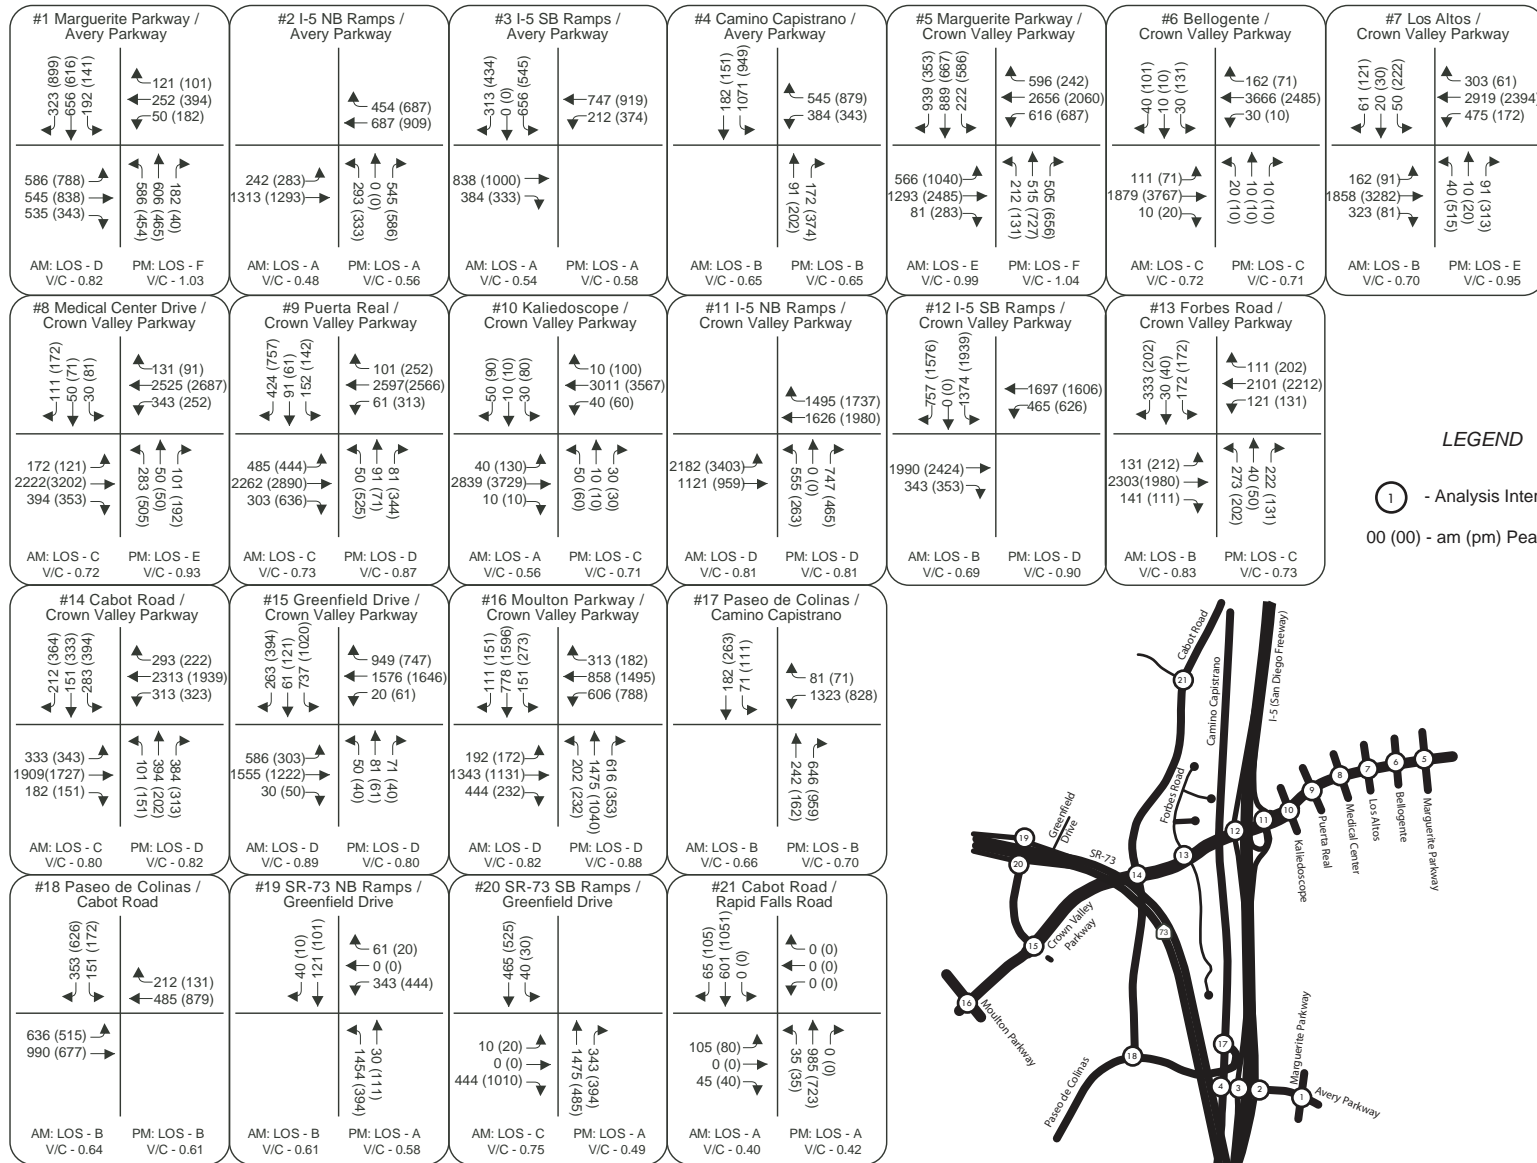 #1 Marguerite Parkway /
Avery Parkway
323 (899)
656 (616)
192 (141)
121 (101)
252 (394)
50 (182)
586 (788)
545 (838)
535 (343)
586 (454)
606 (465)
182 (40)
AM: LOS - D
V/C - 0.82
PM: LOS - F
V/C - 1.03
#2 I-5 NB Ramps /
Avery Parkway
454 (687)
687 (909)
242 (283)
1313 (1293)
293 (333)
0 (0)
545 (586)
AM: LOS - A
V/C - 0.48
PM: LOS - A
V/C - 0.56
#3 I-5 SB Ramps /
Avery Parkway
313 (434)
0 (0)
656 (545)
747 (919)
212 (374)
838 (1000)
384 (333)
AM: LOS - A
V/C - 0.54
PM: LOS - A
V/C - 0.58
#4 Camino Capistrano /
Avery Parkway
182 (151)
1071 (949)
545 (879)
384 (343)
91 (202)
172 (374)
AM: LOS - B
V/C - 0.65
PM: LOS - B
V/C - 0.65
#5 Marguerite Parkway /
Crown Valley Parkway
939 (353)
889 (667)
222 (586)
596 (242)
2656 (2060)
616 (687)
566 (1040)
1293 (2485)
81 (283)
212 (131)
515 (727)
505 (656)
AM: LOS - E
V/C - 0.99
PM: LOS - F
V/C - 1.04
#6 Bellogente /
Crown Valley Parkway
40 (101)
10 (10)
30 (131)
162 (71)
3666 (2485)
30 (10)
111 (71)
1879 (3767)
10 (20)
20 (10)
10 (10)
10 (10)
AM: LOS - C
V/C - 0.72
PM: LOS - C
V/C - 0.71
#7 Los Altos /
Crown Valley Parkway
61 (121)
20 (30)
50 (222)
303 (61)
2919 (2394)
475 (172)
162 (91)
1858 (3282)
323 (81)
40 (515)
10 (20)
91 (313)
AM: LOS - B
V/C - 0.70
PM: LOS - E
V/C - 0.95
#8 Medical Center Drive /
Crown Valley Parkway
111 (172)
50 (71)
30 (81)
131 (91)
2525 (2687)
343 (252)
172 (121)
2222(3202)
394 (353)
283 (505)
50 (50)
101 (192)
AM: LOS - C
V/C - 0.72
PM: LOS - E
V/C - 0.93
#9 Puerta Real /
Crown Valley Parkway
424 (757)
91 (61)
152 (142)
101 (252)
2597(2566)
61 (313)
485 (444)
2262 (2890)
303 (636)
50 (525)
91 (71)
81 (344)
AM: LOS - C
V/C - 0.73
PM: LOS - D
V/C - 0.87
#10 Kaliedoscope /
Crown Valley Parkway
50 (90)
10 (10)
30 (80)
10 (100)
3011 (3567)
40 (60)
40 (130)
2839 (3729)
10 (10)
50 (60)
10 (10)
30 (30)
AM: LOS - A
V/C - 0.56
PM: LOS - C
V/C - 0.71
#11 I-5 NB Ramps /
Crown Valley Parkway
1495 (1737)
1626 (1980)
2182 (3403)
1121 (959)
555 (263)
0 (0)
747 (465)
AM: LOS - D
V/C - 0.81
PM: LOS - D
V/C - 0.81
#12 I-5 SB Ramps /
Crown Valley Parkway
757 (1576)
0 (0)
1374 (1939)
1697 (1606)
465 (626)
1990 (2424)
343 (353)
AM: LOS - B
V/C - 0.69
PM: LOS - D
V/C - 0.90
#13 Forbes Road /
Crown Valley Parkway
333 (202)
30 (40)
172 (172)
111 (202)
2101 (2212)
121 (131)
131 (212)
2303(1980)
141 (111)
273 (202)
40 (50)
222 (131)
AM: LOS - B
V/C - 0.83
PM: LOS - C
V/C - 0.73
LEGEND
1 - Analysis Inter
00 (00) - am (pm) Pea
#14 Cabot Road /
Crown Valley Parkway
212 (364)
151 (333)
283 (394)
293 (222)
2313 (1939)
313 (323)
333 (343)
1909(1727)
182 (151)
101 (151)
394 (202)
384 (313)
AM: LOS - C
V/C - 0.80
PM: LOS - D
V/C - 0.82
#15 Greenfield Drive /
Crown Valley Parkway
263 (394)
61 (121)
737 (1020)
949 (747)
1576 (1646)
20 (61)
586 (303)
1555 (1222)
30 (50)
50 (40)
81 (61)
71 (40)
AM: LOS - D
V/C - 0.89
PM: LOS - D
V/C - 0.80
#16 Moulton Parkway /
Crown Valley Parkway
111 (151)
778 (1596)
151 (273)
313 (182)
858 (1495)
606 (788)
192 (172)
1343 (1131)
444 (232)
202 (232)
1475 (1040)
616 (353)
AM: LOS - D
V/C - 0.82
PM: LOS - D
V/C - 0.88
#17 Paseo de Colinas /
Camino Capistrano
182 (263)
71 (111)
81 (71)
1323 (828)
242 (162)
646 (959)
AM: LOS - B
V/C - 0.66
PM: LOS - B
V/C - 0.70
#18 Paseo de Colinas /
Cabot Road
353 (626)
151 (172)
212 (131)
485 (879)
636 (515)
990 (677)
AM: LOS - B
V/C - 0.64
PM: LOS - B
V/C - 0.61
#19 SR-73 NB Ramps /
Greenfield Drive
40 (10)
121 (101)
61 (20)
0 (0)
343 (444)
1454 (394)
30 (111)
AM: LOS - B
V/C - 0.61
PM: LOS - A
V/C - 0.58
#20 SR-73 SB Ramps /
Greenfield Drive
465 (525)
40 (30)
10 (20)
0 (0)
444 (1010)
1475 (485)
343 (394)
AM: LOS - C
V/C - 0.75
PM: LOS - A
V/C - 0.49
#21 Cabot Road /
Rapid Falls Road
65 (105)
601 (1051)
0 (0)
0 (0)
0 (0)
0 (0)
105 (80)
0 (0)
45 (40)
35 (35)
985 (723)
0 (0)
AM: LOS - A
V/C - 0.40
PM: LOS - A
V/C - 0.42
Cabot Road
Camino Capistrano
I-5 (San Diego Freeway)
21
Forbes Road
Greenfield
Drive
SR-73
19
20
14
13
12
11
10
9
8
7
6
5
Kaliedoscope
Puerta Real
Medical Center
Los Altos
Bellogente
Marguerite Parkway
73
15
Crown Valley
Parkway
16
Moulton Parkway
18
17
Paseo de Colinas
4
3
2
1
Marguerite Parkway
Avery Parkway